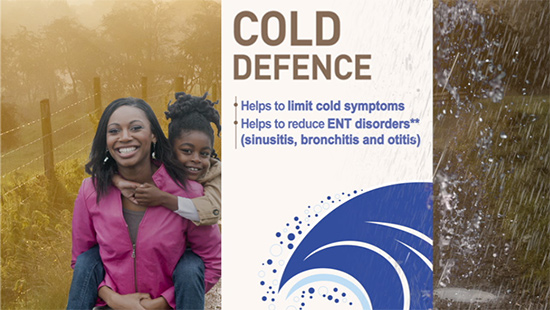 COLD
DEFENCE
• Helps to limit cold symptoms
• Helps to reduce ENT disorders**
(sinusitis, bronchitis and otitis)